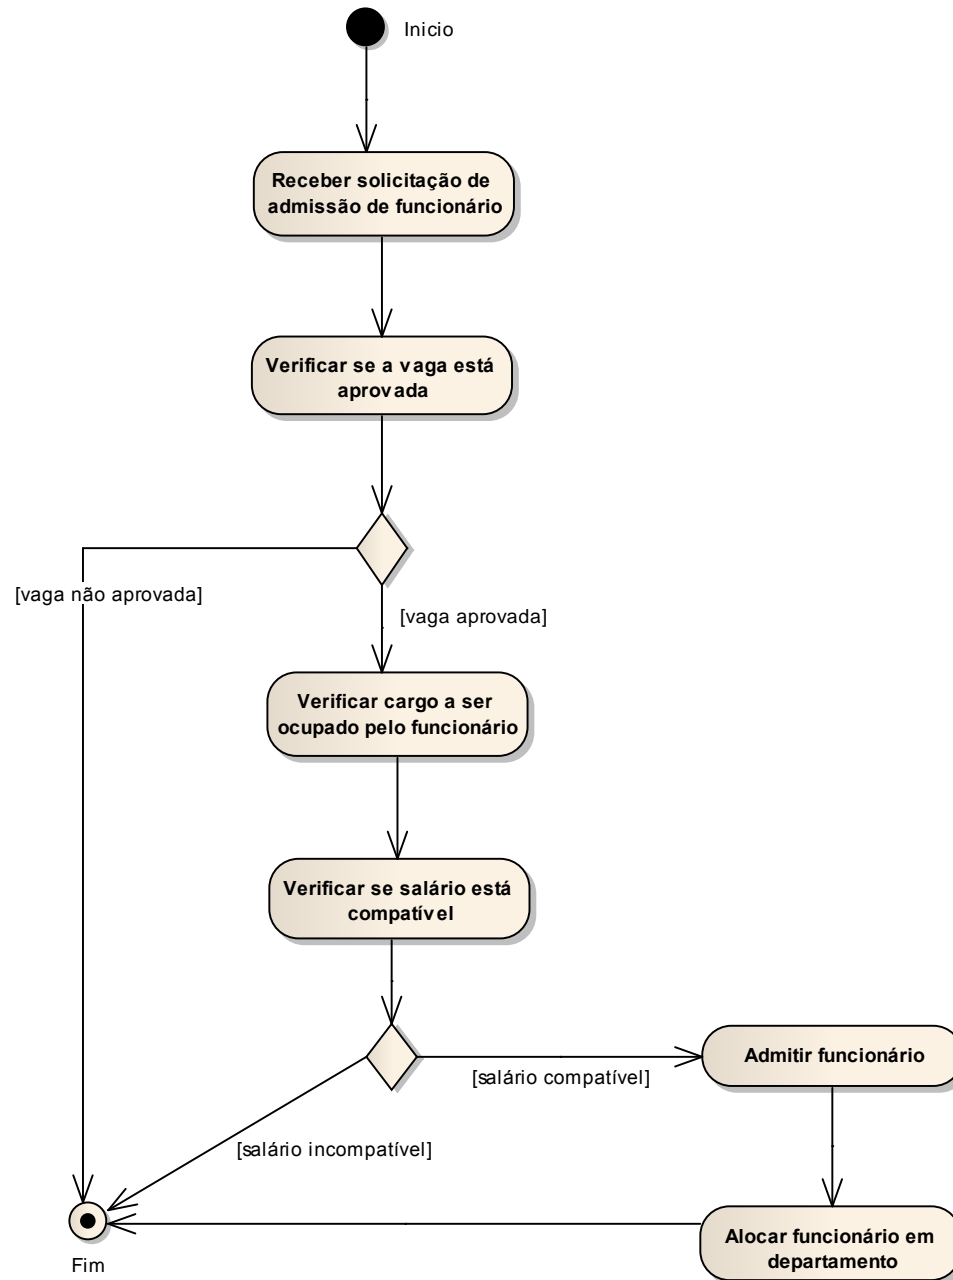 Inicio
Receber solicitação de
admissão de funcionário
Verificar se a vaga está
aprovada
[vaga não aprovada]
[vaga aprovada]
Verificar cargo a ser
ocupado pelo funcionário
Verificar se salário está
compatível
Admitir funcionário
[salário compatível]
[salário incompatível]
Alocar funcionário em
departamento
Fim